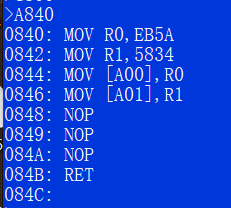 >A840
0840: MOV R0,EB5A
0842: MOV R1,5834
0844: MOV [A00],R0
0846: MOV [A01],R1
0848: NOP
0849: NOP
084A: NOP
084B: RET
084C: